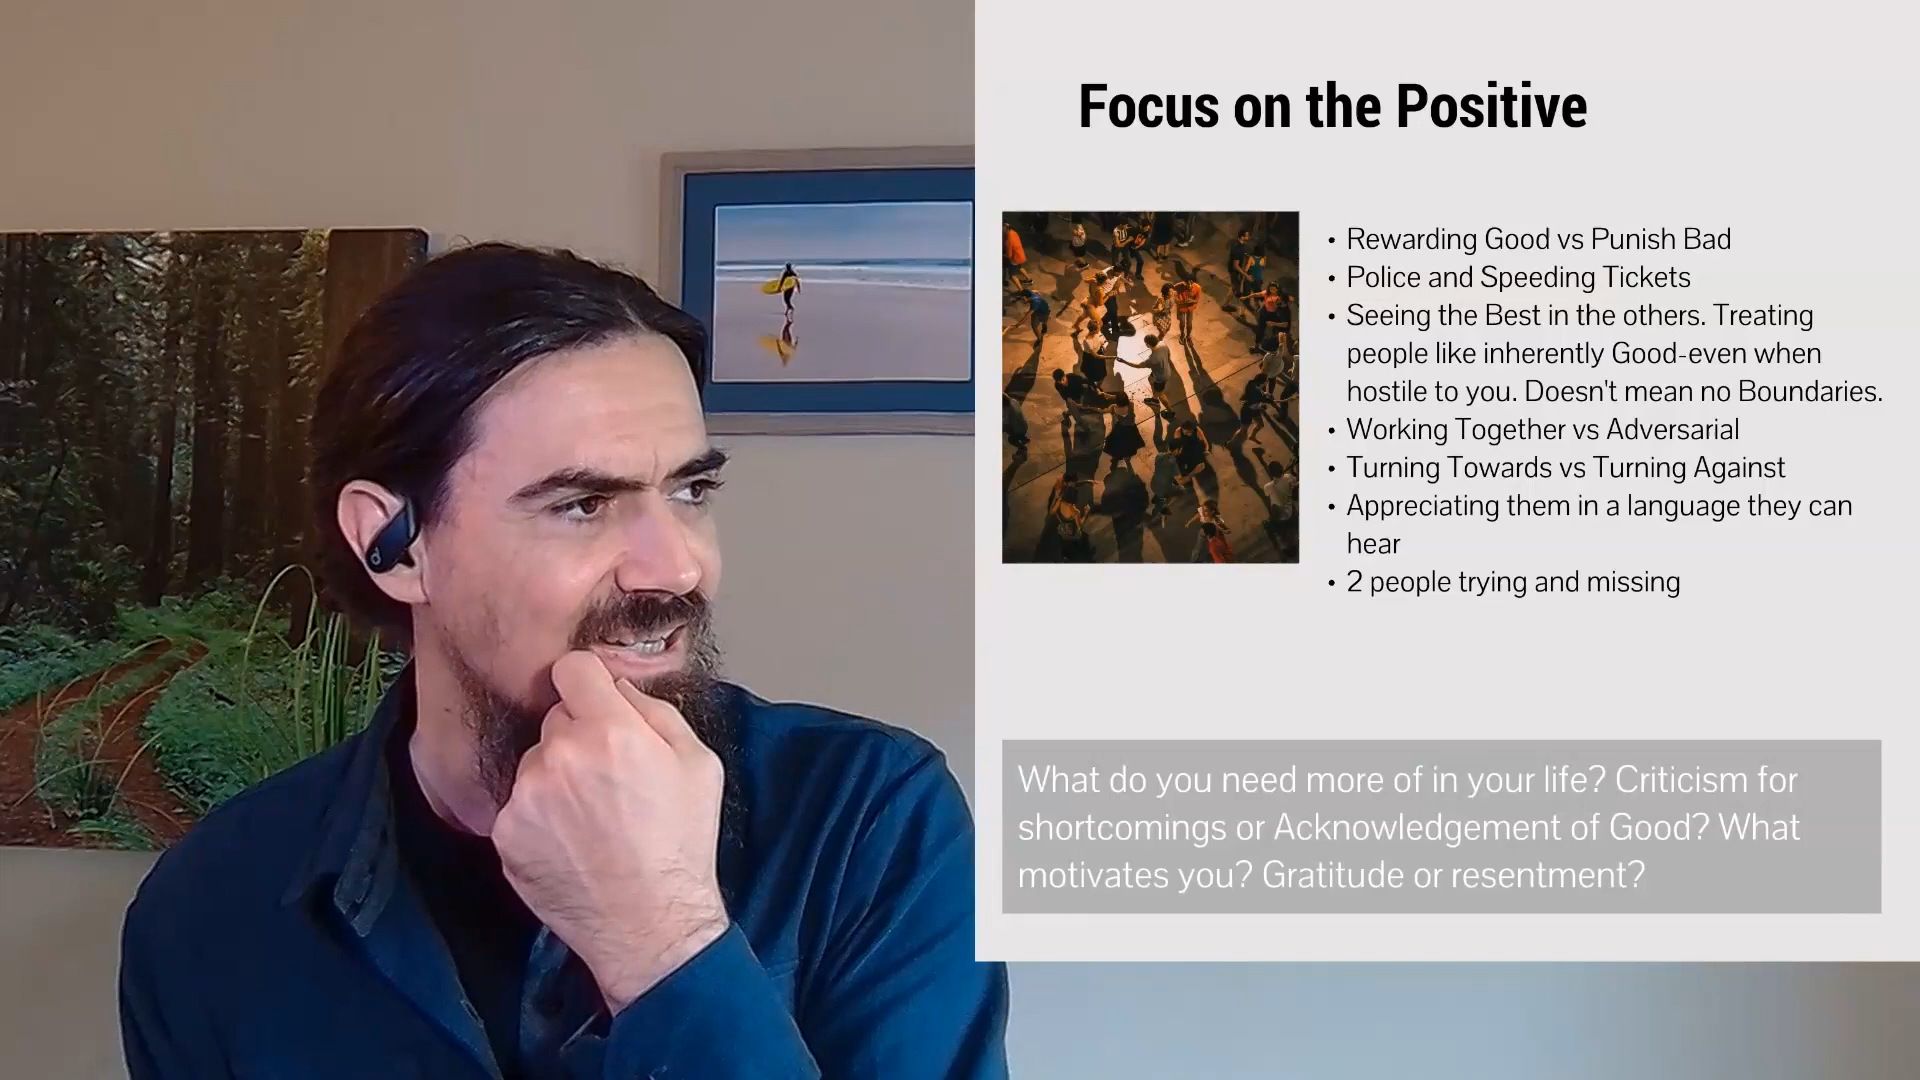 Focus on the Positive
• Rewarding Good vs Punish Bad
• Police and Speeding Tickets
• Seeing the Best in the others. Treating
people like inherently Good-even when
hostile to you. Doesn't mean no Boundaries.
• Working Together vs Adversarial
• Turning Towards vs Turning Against
• Appreciating them in a language they can
hear
• 2 people trying and missing
What do you need more of in your life? Criticism for
shortcomings or Acknowledgement of Good? What
motivates you? Gratitude or resentment?